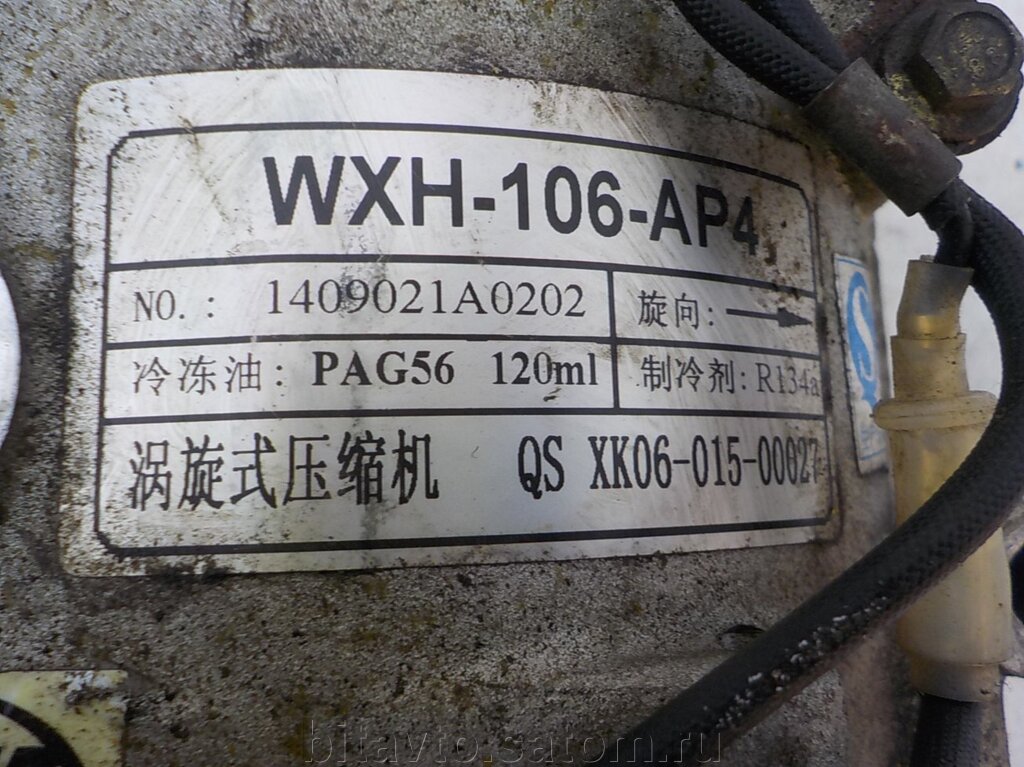 WXH-106-AP4
NO.: 1409021A0202 旋向:
冷冻油: PAG56 120ml 制冷剂: R134a
涡旋式压缩机 QS XK06-015-00027
bifavto.satom.ru